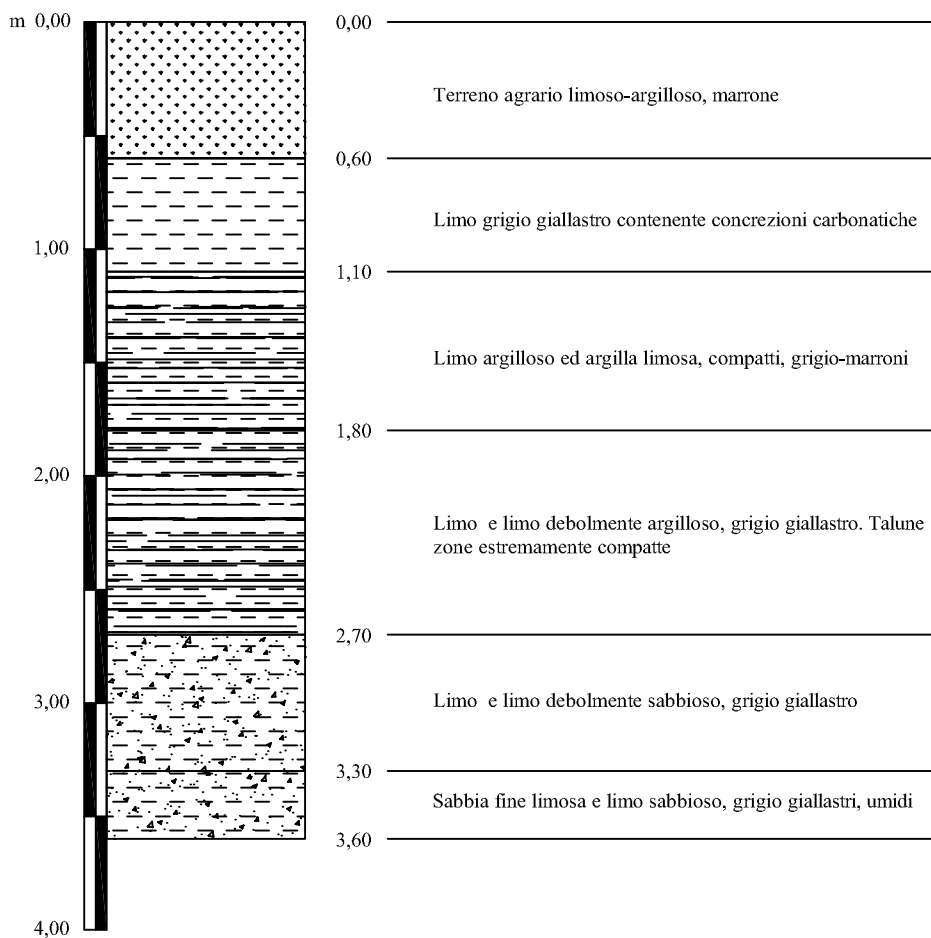 m 0,00
0,00
Terreno agrario limoso-argilloso, marrone
0,60
Limo grigio giallastro contenente concrezioni carbonatiche
1,00
1,10
Limo argilloso ed argilla limosa, compatti, grigio-marroni
1,80
2,00
Limo e limo debolmente argilloso, grigio giallastro. Talune
zone estremamente compatte
2,70
Limo e limo debolmente sabbioso, grigio giallastro
3,00
3,30
Sabbia fine limosa e limo sabbioso, grigio giallastri, umidi
3,60
4,00